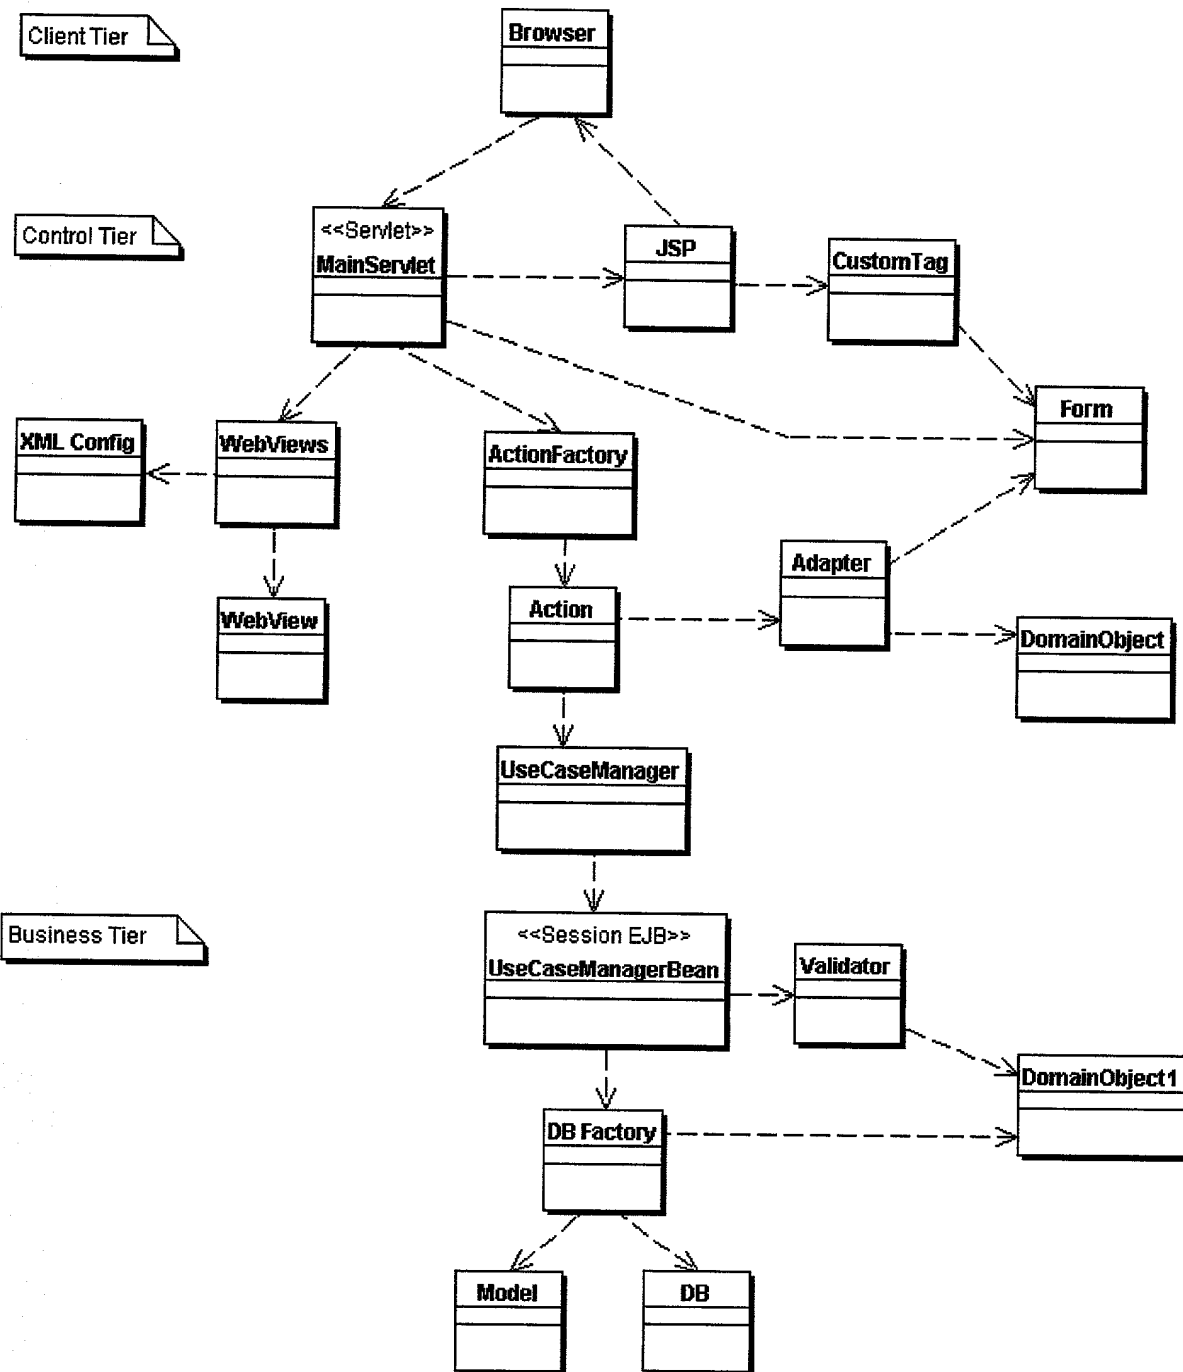 Client Tier
Browser
Control Tier
<<Servlet>>
MainServlet
JSP
CustomTag
Form
XML Config
WebViews
ActionFactory
Adapter
WebView
Action
DomainObject
UseCaseManager
Business Tier
<<Session EJB>>
UseCaseManagerBean
Validator
DomainObject1
DB Factory
Model
DB